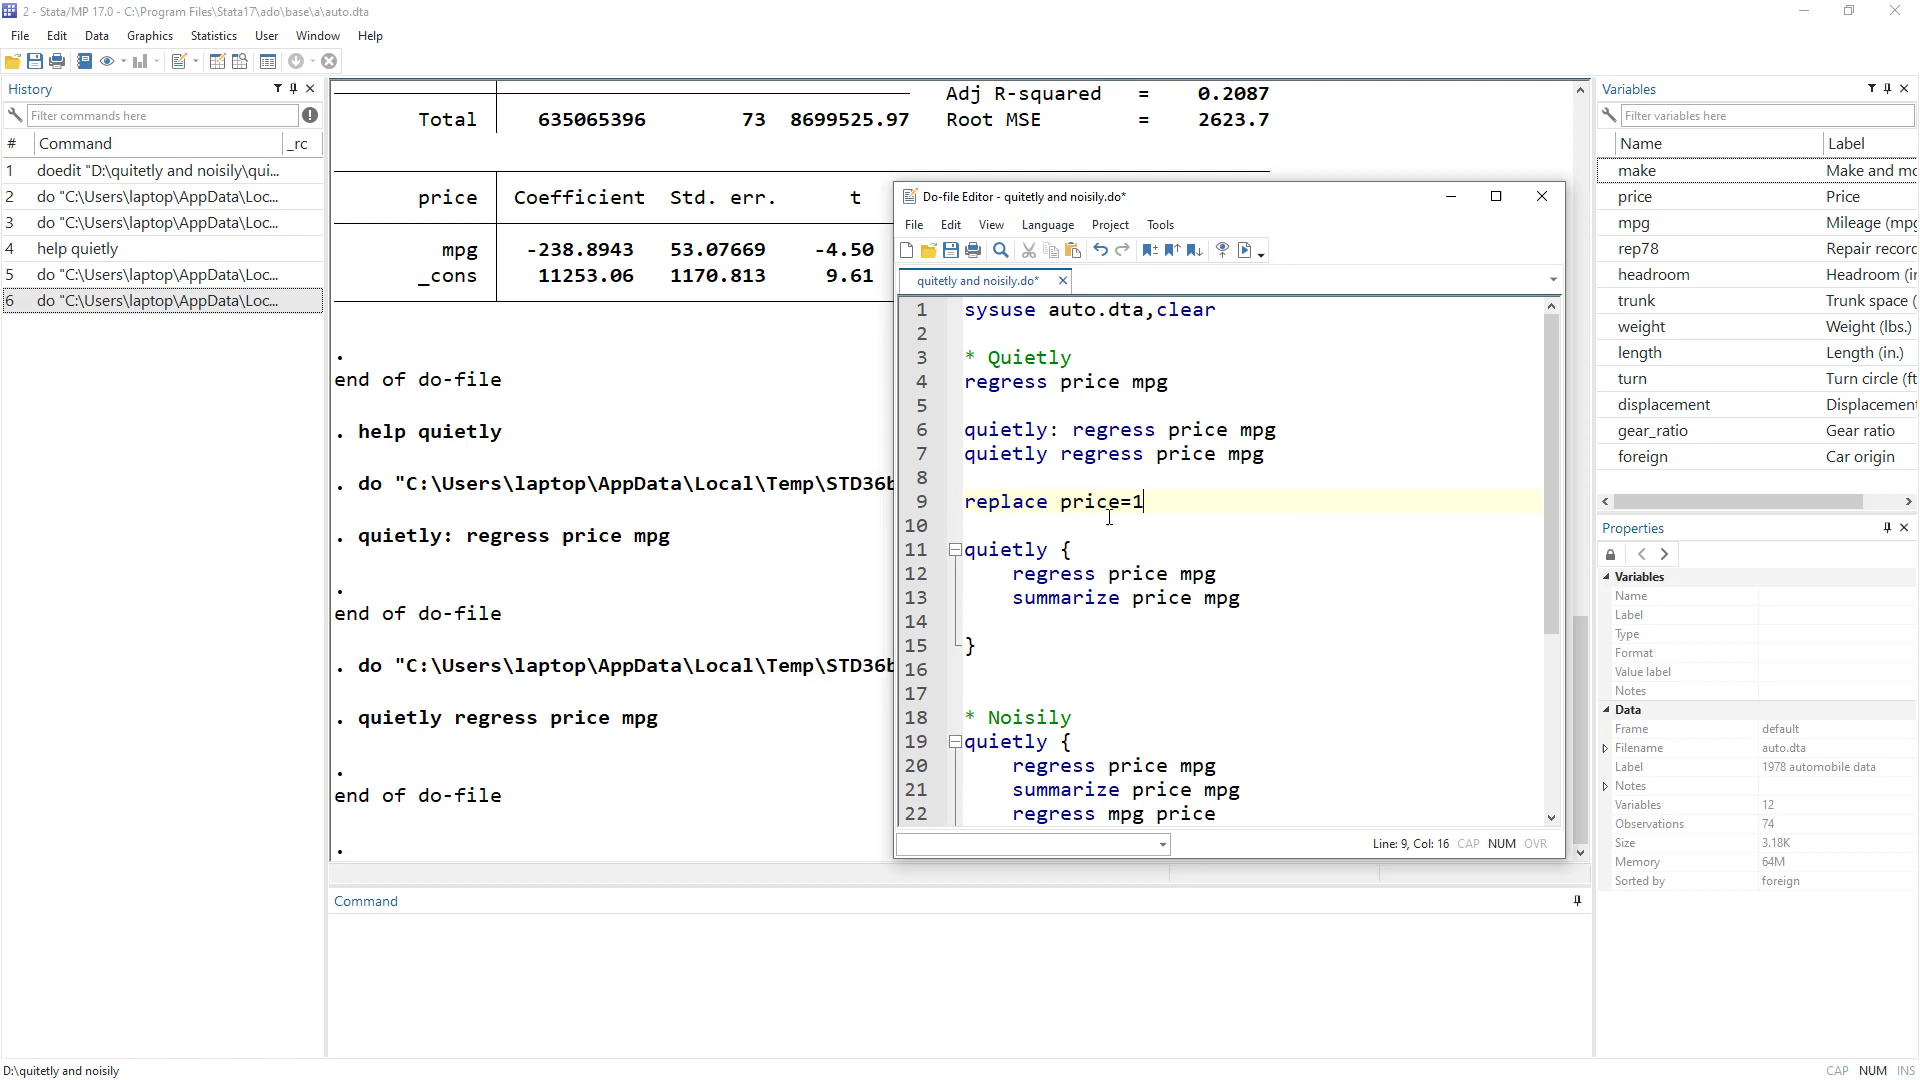 2 - Stata/MP 17.0 - C:\Program Files\Stata17\ado\base\a\auto.dta
File Edit Data Graphics Statistics User Window Help
History
Filter commands here
# Command _rc
1 doedit "D:\quitetly and noisily\qui...
2 do "C:\Users\laptop\AppData\Loc...
3 do "C:\Users\laptop\AppData\Loc...
4 help quietly
5 do "C:\Users\laptop\AppData\Loc...
6 do "C:\Users\laptop\AppData\Loc...
Adj R-squared = 0.2087
Total 635065396 73 8699525.97 Root MSE = 2623.7
price Coefficient Std. err. t
mpg -238.8943 53.07669 -4.50
_cons 11253.06 1170.813 9.61
.
end of do-file
. help quietly
. do "C:\Users\laptop\AppData\Local\Temp\STD36b
. quietly: regress price mpg
.
end of do-file
. do "C:\Users\laptop\AppData\Local\Temp\STD36b
. quietly regress price mpg
.
end of do-file
.
Command
Do-file Editor - quitetly and noisily.do*
File Edit View Language Project Tools
quitetly and noisily.do*
1 sysuse auto.dta,clear
2
3 * Quietly
4 regress price mpg
5
6 quietly: regress price mpg
7 quietly regress price mpg
8
9 replace price=1
10
11 quietly {
12 regress price mpg
13 summarize price mpg
14
15 }
16
17
18 * Noisily
19 quietly {
20 regress price mpg
21 summarize price mpg
22 regress mpg price
Line: 9, Col: 16 CAP NUM OVR
Variables
Filter variables here
Name Label
make Make and mo
price Price
mpg Mileage (mpg
rep78 Repair record
headroom Headroom (in
trunk Trunk space (
weight Weight (lbs.)
length Length (in.)
turn Turn circle (ft
displacement Displacement
gear_ratio Gear ratio
foreign Car origin
Properties
Variables
Name
Label
Type
Format
Value label
Notes
Data
Frame default
Filename auto.dta
Label 1978 automobile data
Notes
Variables 12
Observations 74
Size 3.18K
Memory 64M
Sorted by foreign
D:\quitetly and noisily
CAP NUM INS